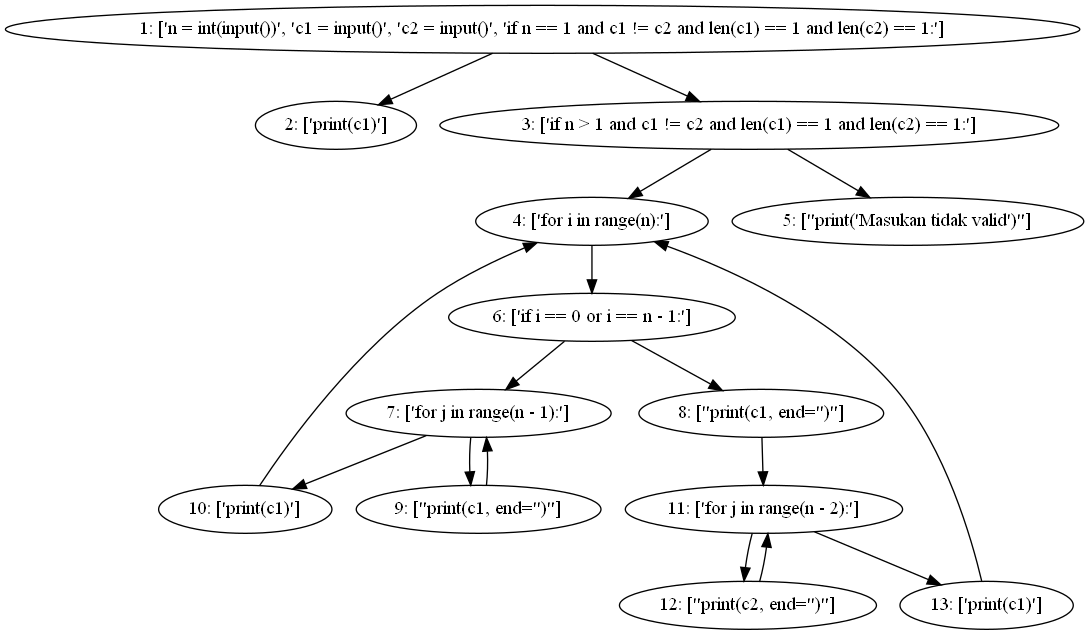 1: ['n = int(input())', 'c1 = input()', 'c2 = input()', 'if n == 1 and c1 != c2 and len(c1) == 1 and len(c2) == 1:']
2: ['print(c1)']
3: ['if n > 1 and c1 != c2 and len(c1) == 1 and len(c2) == 1:']
4: ['for i in range(n):']
5: ["print('Masukan tidak valid')"]
6: ['if i == 0 or i == n - 1:']
7: ['for j in range(n - 1):']
8: ["print(c1, end='')"]
10: ['print(c1)']
9: ["print(c1, end='')"]
11: ['for j in range(n - 2):']
12: ["print(c2, end='')"]
13: ['print(c1)']